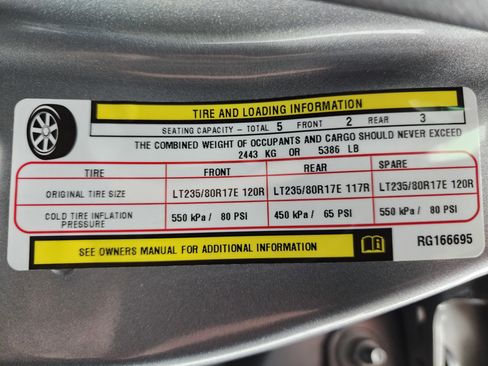 TIRE AND LOADING INFORMATION
SEATING CAPACITY - TOTAL 5 FRONT 2 REAR 3
THE COMBINED WEIGHT OF OCCUPANTS AND CARGO SHOULD NEVER EXCEED
2443 KG OR 5386 LB
TIRE FRONT REAR SPARE
ORIGINAL TIRE SIZE LT235/80R17E 120R LT235/80R17E 117R LT235/80R17E 120R
COLD TIRE INFLATION PRESSURE 550 kPa / 80 PSI 450 kPa / 65 PSI 550 kPa / 80 PSI
SEE OWNERS MANUAL FOR ADDITIONAL INFORMATION RG166695